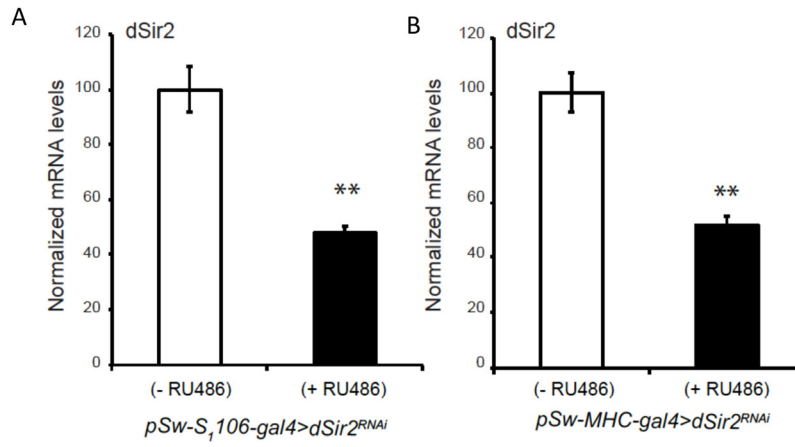 A
dSir2
Normalized mRNA levels
120
100
80
60
40
20
0
**
(- RU486)
(+ RU486)
pSw-S₁106-gal4>dSir2ᴿᴺᴬⁱ
B
dSir2
Normalized mRNA levels
120
100
80
60
40
20
0
**
(- RU486)
(+ RU486)
pSw-MHC-gal4>dSir2ᴿᴺᴬⁱ